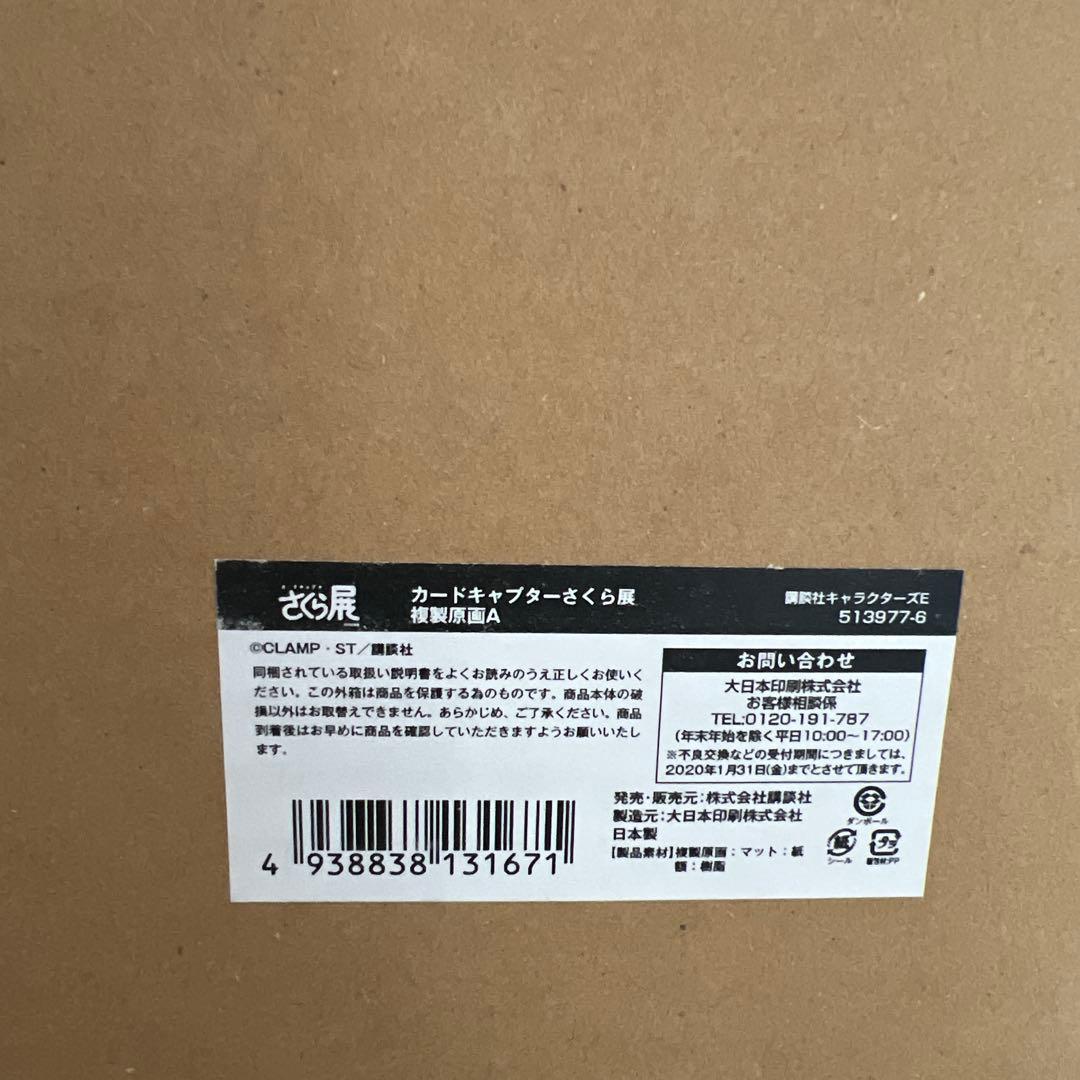 さくら展
カードキャプターさくら展
複製原画A
講談社キャラクターズE
513977-6
©CLAMP・ST／講談社
同梱されている取扱い説明書をよくお読みのうえ正しくお使いく
ださい。この外箱は商品を保護する為のものです。商品本体の破
損以外はお取替えできません。あらかじめ、ご了承ください。商品
到着後はお早めに商品を確認していただきますようお願いいたし
ます。
お問い合わせ
大日本印刷株式会社
お客様相談係
TEL:0120-191-787
（年末年始を除く平日10:00〜17:00）
※不良交換などの受付期間につきましては、
2020年1月31日(金)までとさせて頂きます。
発売・販売元：株式会社講談社
製造元：大日本印刷株式会社
日本製
【製品素材】複製原画：マット：紙
額：樹脂
ダンボール
紙
シール
プラ
個包材:PP
4 938838 131671